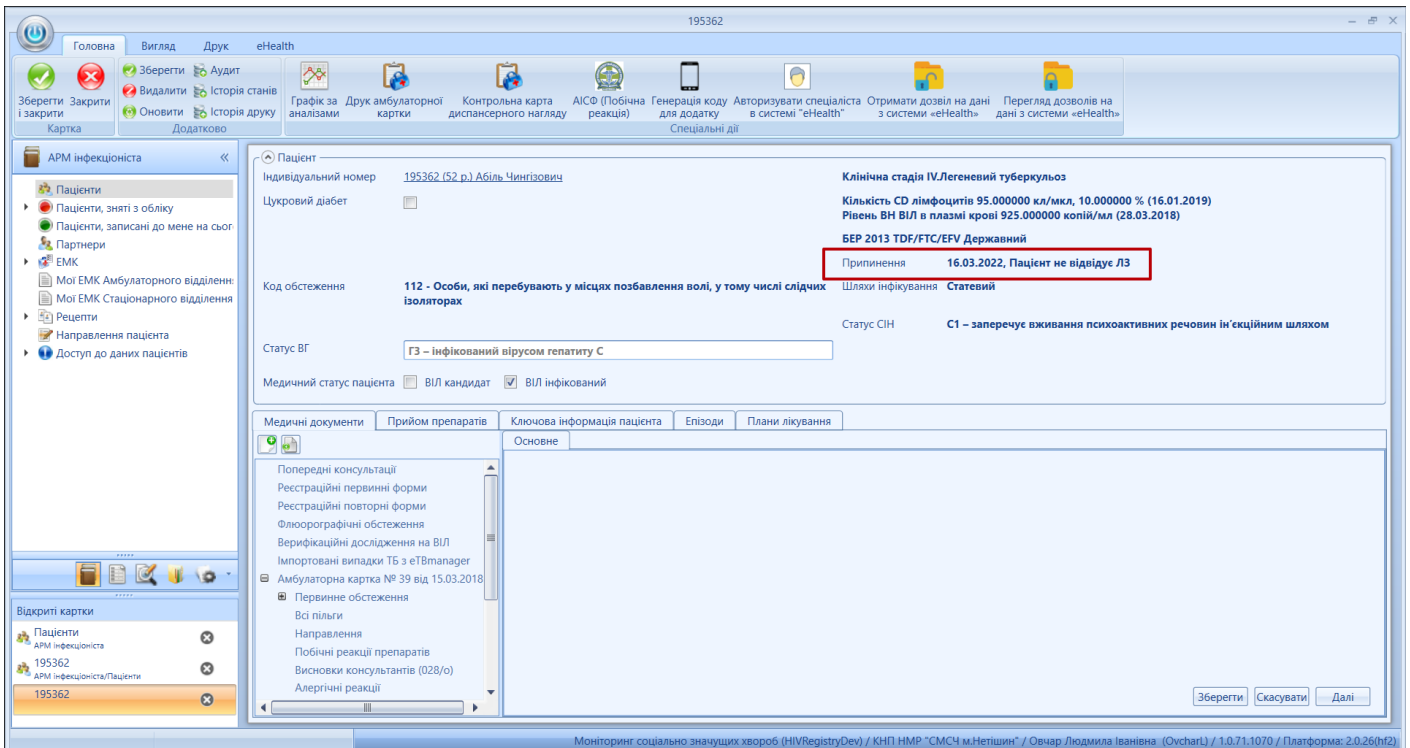 195362
Головна Вигляд Друк eHealth
Зберегти і закрити
Закрити
Картка
Зберегти Аудит
Видалити Історія станів
Оновити Історія друку
Додатково
Графік за аналізами
Друк амбулаторної картки
Контрольна карта диспансерного нагляду
АІСФ (Побічна реакція)
Генерація коду для додатку
Авторизувати спеціаліста в системі "eHealth"
Отримати дозвіл на дані з системи «eHealth»
Перегляд дозволів на дані з системи «eHealth»
Спеціальні дії
АРМ інфекціоніста
Пацієнти
Пацієнти, зняті з обліку
Пацієнти, записані до мене на сьог
Партнери
ЕМК
Мої ЕМК Амбулаторного відділення
Мої ЕМК Стаціонарного відділення
Рецепти
Направлення пацієнта
Доступ до даних пацієнтів
Відкриті картки
Пацієнти
АРМ інфекціоніста
195362
АРМ інфекціоніста/Пацієнти
195362
Пацієнт
Індивідуальний номер 195362 (52 р.) Абіль Чингізович
Цукровий діабет
Код обстеження 112 - Особи, які перебувають у місцях позбавлення волі, у тому числі слідчих
ізоляторах
Статус ВГ Г3 – інфікований вірусом гепатиту С
Медичний статус пацієнта ВІЛ кандидат ВІЛ інфікований
Клінічна стадія IV.Легеневий туберкульоз
Кількість CD лімфоцитів 95.000000 кл/мкл, 10.000000 % (16.01.2019)
Рівень ВН ВІЛ в плазмі крові 925.000000 копій/мл (28.03.2018)
БЕР 2013 TDF/FTC/EFV Державний
Припинення 16.03.2022, Пацієнт не відвідує ЛЗ
Шляхи інфікування Статевий
Статус СІН С1 – заперечує вживання психоактивних речовин ін’єкційним шляхом
Медичні документи Прийом препаратів Ключова інформація пацієнта Епізоди Плани лікування
Основне
Попередні консультації
Реєстраційні первинні форми
Реєстраційні повторні форми
Флюорографічні обстеження
Верифікаційні дослідження на ВІЛ
Імпортовані випадки ТБ з eTBmanager
Амбулаторна картка № 39 від 15.03.2018
Первинне обстеження
Всі пільги
Направлення
Побічні реакції препаратів
Висновки консультантів (028/о)
Алергічні реакції
Зберегти Скасувати Далі
Моніторинг соціально значущих хвороб (HIVRegistryDev) / КНП НМР "СМСЧ м.Нетішин" / Овчар Людмила Іванівна (OvcharL) / 1.0.71.1070 / Платформа: 2.0.26(hf2)